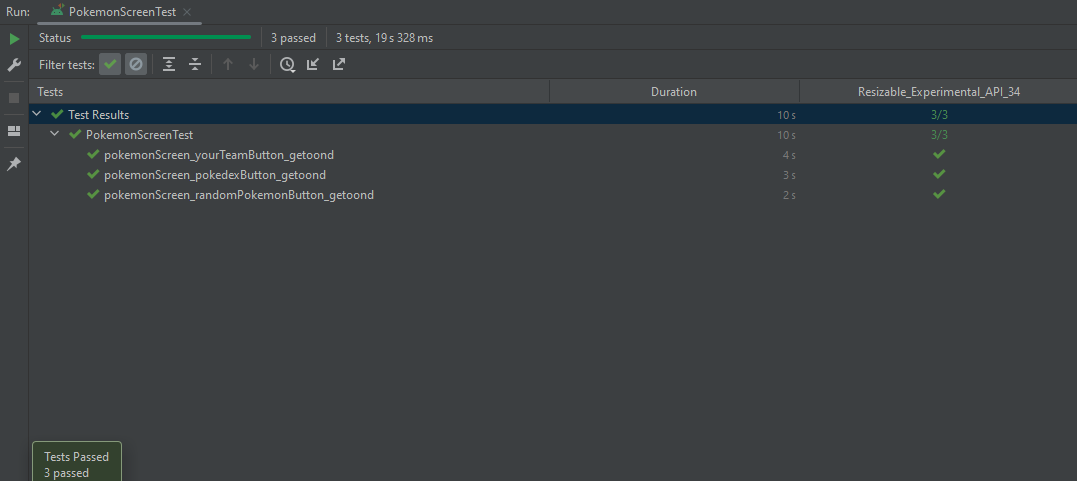 Run: PokemonScreenTest
Status 3 passed 3 tests, 19 s 328 ms
Filter tests:
Tests Duration Resizable_Experimental_API_34
Test Results 10 s 3/3
PokemonScreenTest 10 s 3/3
pokemonScreen_yourTeamButton_getoond 4 s
pokemonScreen_pokedexButton_getoond 3 s
pokemonScreen_randomPokemonButton_getoond 2 s
Tests Passed
3 passed